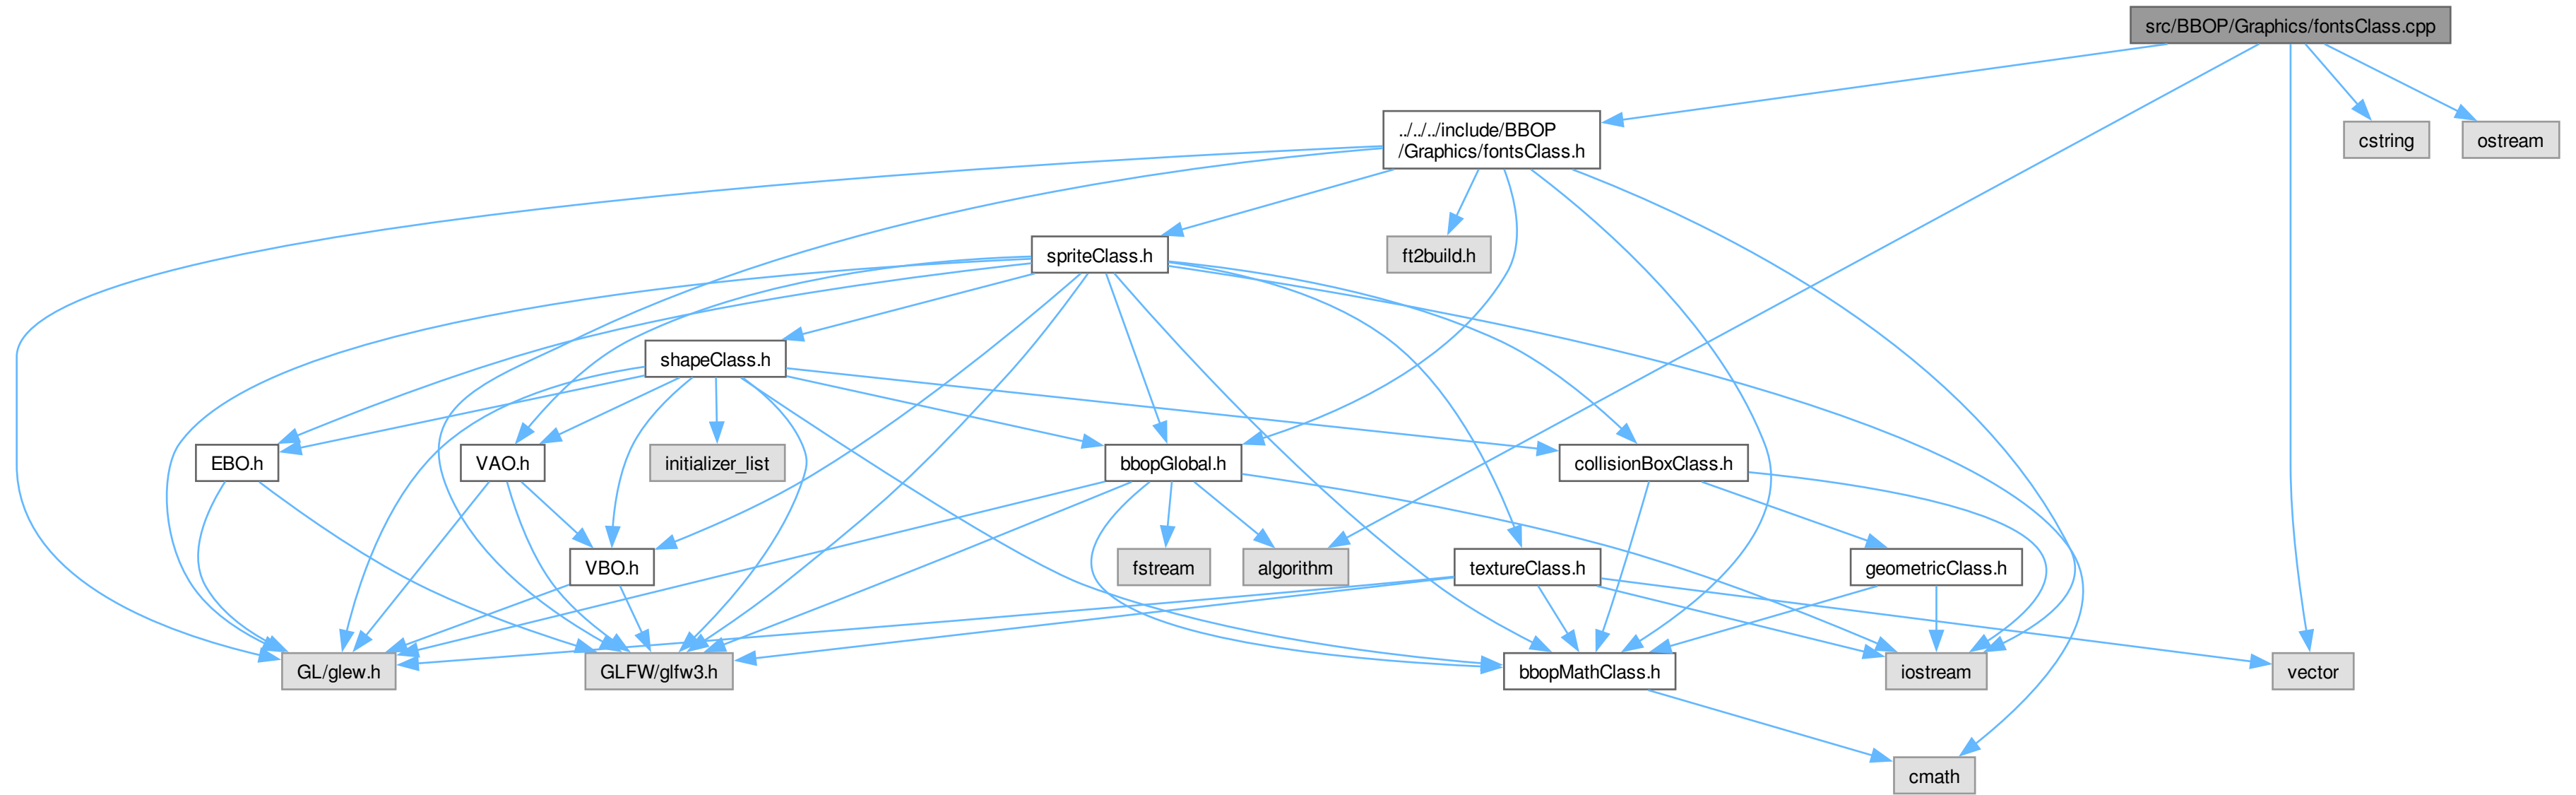 src/BBOP/Graphics/fontsClass.cpp
../../../include/BBOP
/Graphics/fontsClass.h
cstring
ostream
spriteClass.h
ft2build.h
shapeClass.h
EBO.h
VAO.h
initializer_list
bbopGlobal.h
collisionBoxClass.h
VBO.h
fstream
algorithm
textureClass.h
geometricClass.h
GL/glew.h
GLFW/glfw3.h
bbopMathClass.h
iostream
vector
cmath